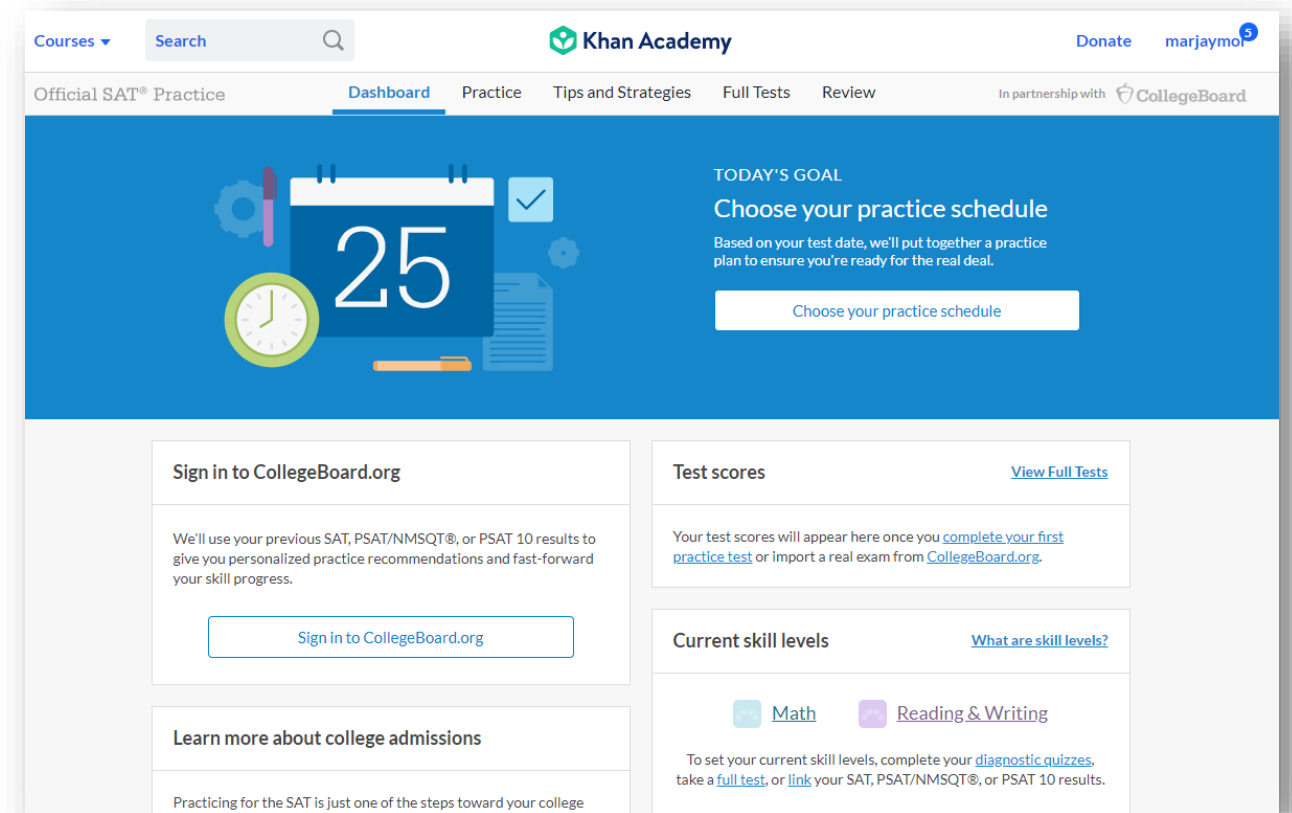 Courses
Search
Khan Academy
Donate
marjaymor
5
Official SAT® Practice
Dashboard
Practice
Tips and Strategies
Full Tests
Review
In partnership with
CollegeBoard
25
TODAY'S GOAL
Choose your practice schedule
Based on your test date, we'll put together a practice
plan to ensure you're ready for the real deal.
Choose your practice schedule
Sign in to CollegeBoard.org
We'll use your previous SAT, PSAT/NMSQT®, or PSAT 10 results to
give you personalized practice recommendations and fast-forward
your skill progress.
Sign in to CollegeBoard.org
Learn more about college admissions
Practicing for the SAT is just one of the steps toward your college
Test scores
View Full Tests
Your test scores will appear here once you complete your first
practice test or import a real exam from CollegeBoard.org.
Current skill levels
What are skill levels?
Math
Reading & Writing
To set your current skill levels, complete your diagnostic quizzes,
take a full test, or link your SAT, PSAT/NMSQT®, or PSAT 10 results.